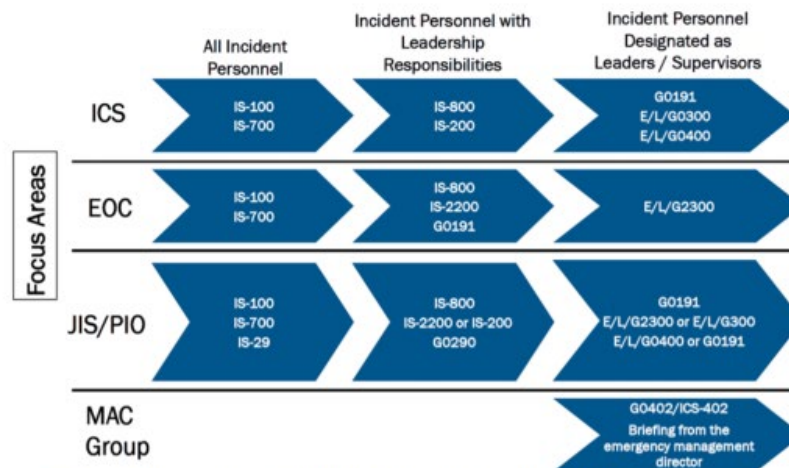 All Incident
Personnel
Incident Personnel with
Leadership
Responsibilities
Incident Personnel
Designated as
Leaders / Supervisors
Focus Areas
ICS
IS-100
IS-700
IS-800
IS-200
G0191
E/L/G0300
E/L/G0400
EOC
IS-100
IS-700
IS-800
IS-2200
G0191
E/L/G2300
JIS/PIO
IS-100
IS-700
IS-29
IS-800
IS-2200 or IS-200
G0290
G0191
E/L/G2300 or E/L/G300
E/L/G0400 or G0191
MAC
Group
GO402/ICS-402
Briefing from the
emergency management
director